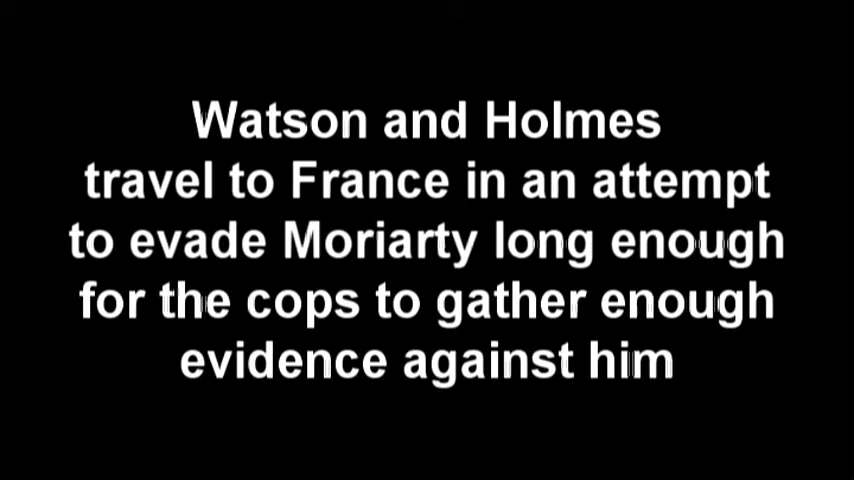 Watson and Holmes
travel to France in an attempt
to evade Moriarty long enough
for the cops to gather enough
evidence against him